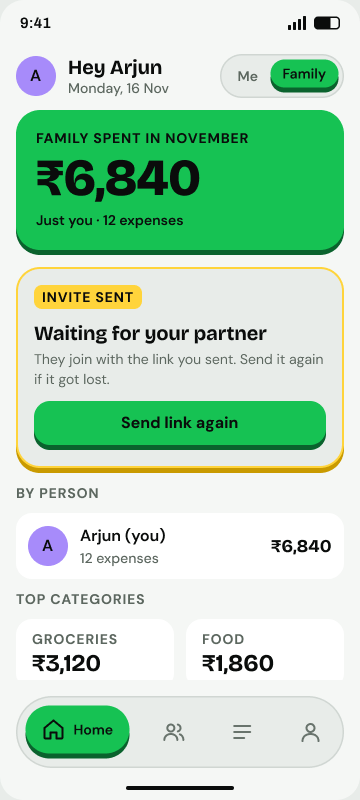 9:41
A
Hey Arjun
Monday, 16 Nov
Me
Family
FAMILY SPENT IN NOVEMBER
₹6,840
Just you · 12 expenses
INVITE SENT
Waiting for your partner
They join with the link you sent. Send it again
if it got lost.
Send link again
BY PERSON
A
Arjun (you)
12 expenses
₹6,840
TOP CATEGORIES
GROCERIES
₹3,120
FOOD
₹1,860
Home